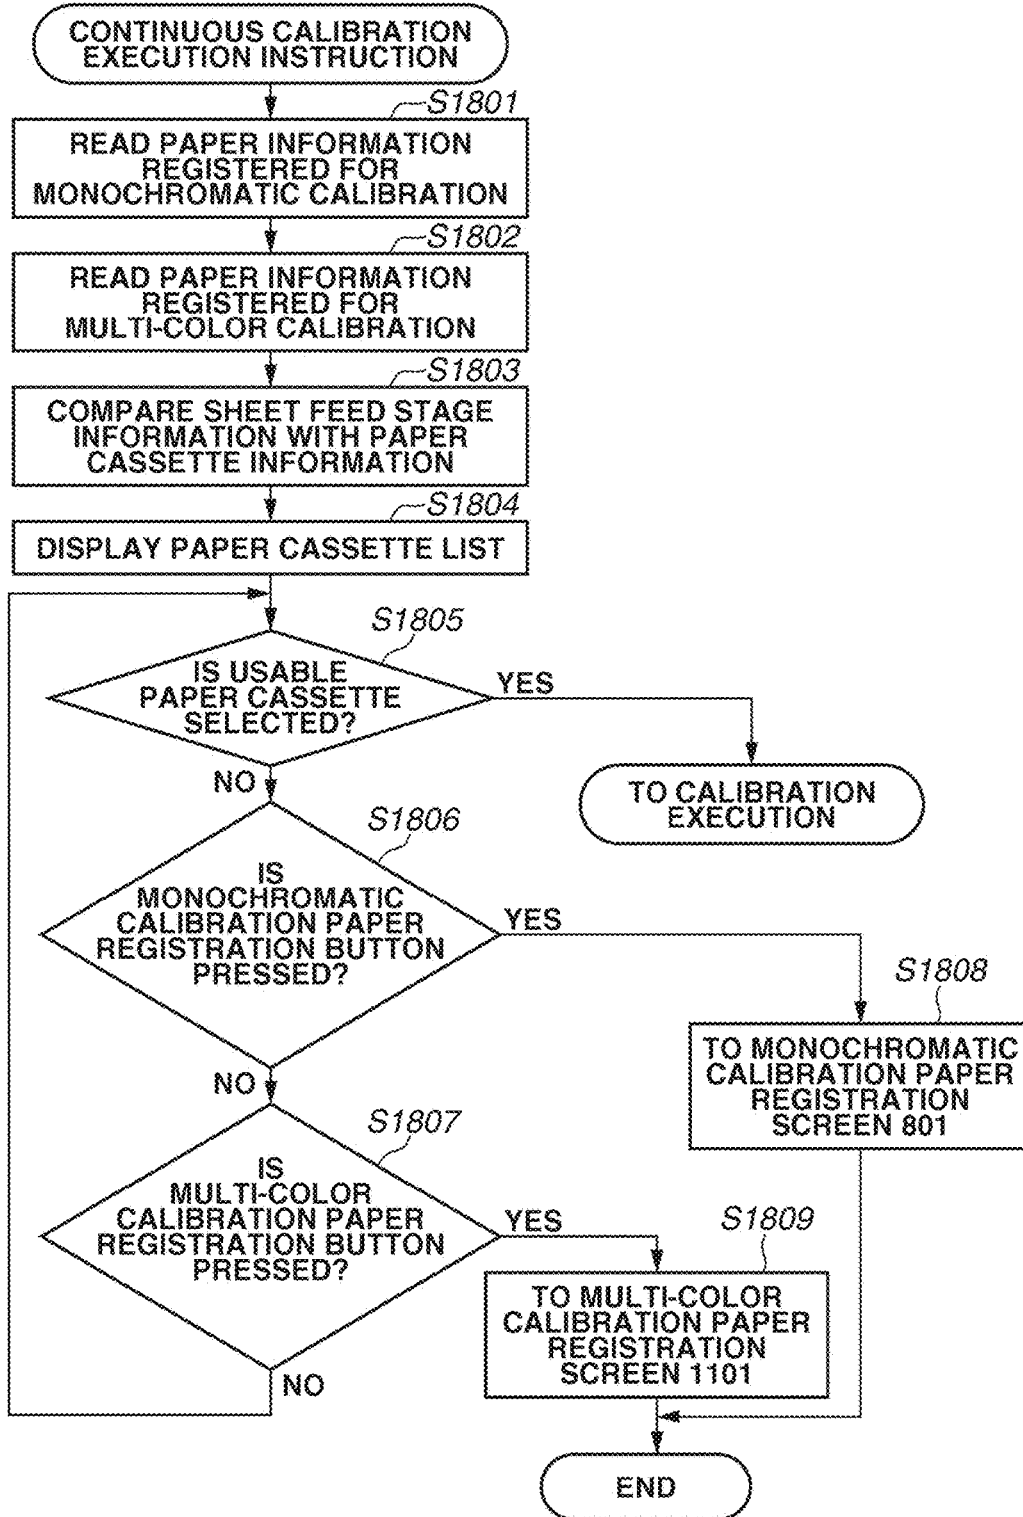 CONTINUOUS CALIBRATION
EXECUTION INSTRUCTION
S1801
READ PAPER INFORMATION
REGISTERED FOR
MONOCHROMATIC CALIBRATION
S1802
READ PAPER INFORMATION
REGISTERED FOR
MULTI-COLOR CALIBRATION
S1803
COMPARE SHEET FEED STAGE
INFORMATION WITH PAPER
CASSETTE INFORMATION
S1804
DISPLAY PAPER CASSETTE LIST
S1805
IS USABLE
PAPER CASSETTE
SELECTED?
YES
NO
TO CALIBRATION
EXECUTION
S1806
IS
MONOCHROMATIC
CALIBRATION PAPER
REGISTRATION BUTTON
PRESSED?
YES
NO
S1808
TO MONOCHROMATIC
CALIBRATION PAPER
REGISTRATION
SCREEN 801
S1807
IS
MULTI-COLOR
CALIBRATION PAPER
REGISTRATION BUTTON
PRESSED?
YES
NO
S1809
TO MULTI-COLOR
CALIBRATION PAPER
REGISTRATION
SCREEN 1101
END